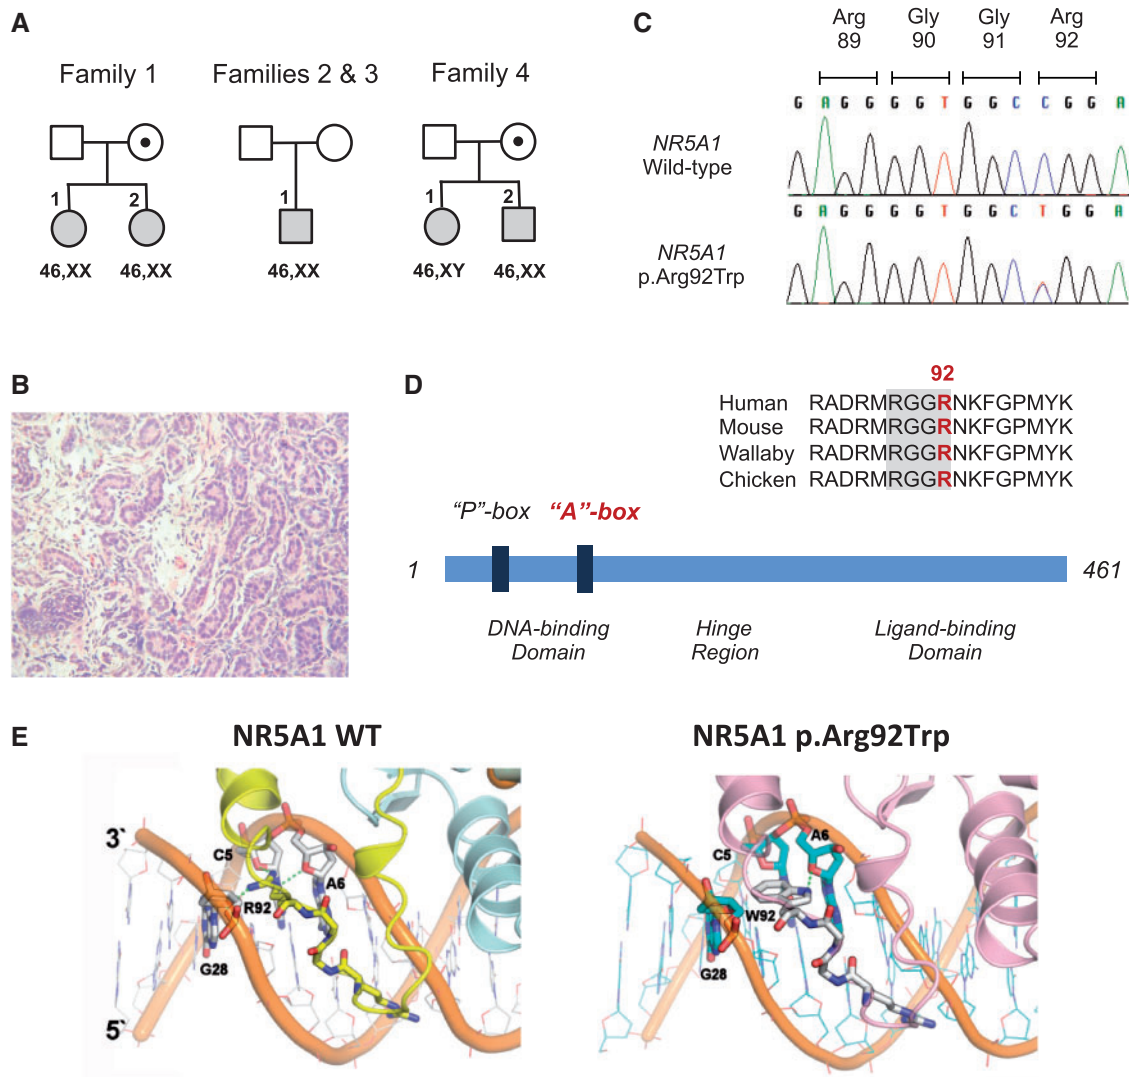 A
Family 1
Families 2 & 3
Family 4
1
2
1
1
2
46,XX
46,XX
46,XX
46,XY
46,XX
C
Arg
89
Gly
90
Gly
91
Arg
92
G A G G G T G G C C G G A
NR5A1
Wild-type
G A G G G T G G C T G G A
NR5A1
p.Arg92Trp
B
D
92
Human RADRMRGGRNKFGPMYK
Mouse RADRMRGGRNKFGPMYK
Wallaby RADRMRGGRNKFGPMYK
Chicken RADRMRGGRNKFGPMYK
“P”-box
“A”-box
1
461
DNA-binding
Domain
Hinge
Region
Ligand-binding
Domain
E
NR5A1 WT
3`
C5
A6
R92
G28
5`
NR5A1 p.Arg92Trp
A6
C5
W92
G28